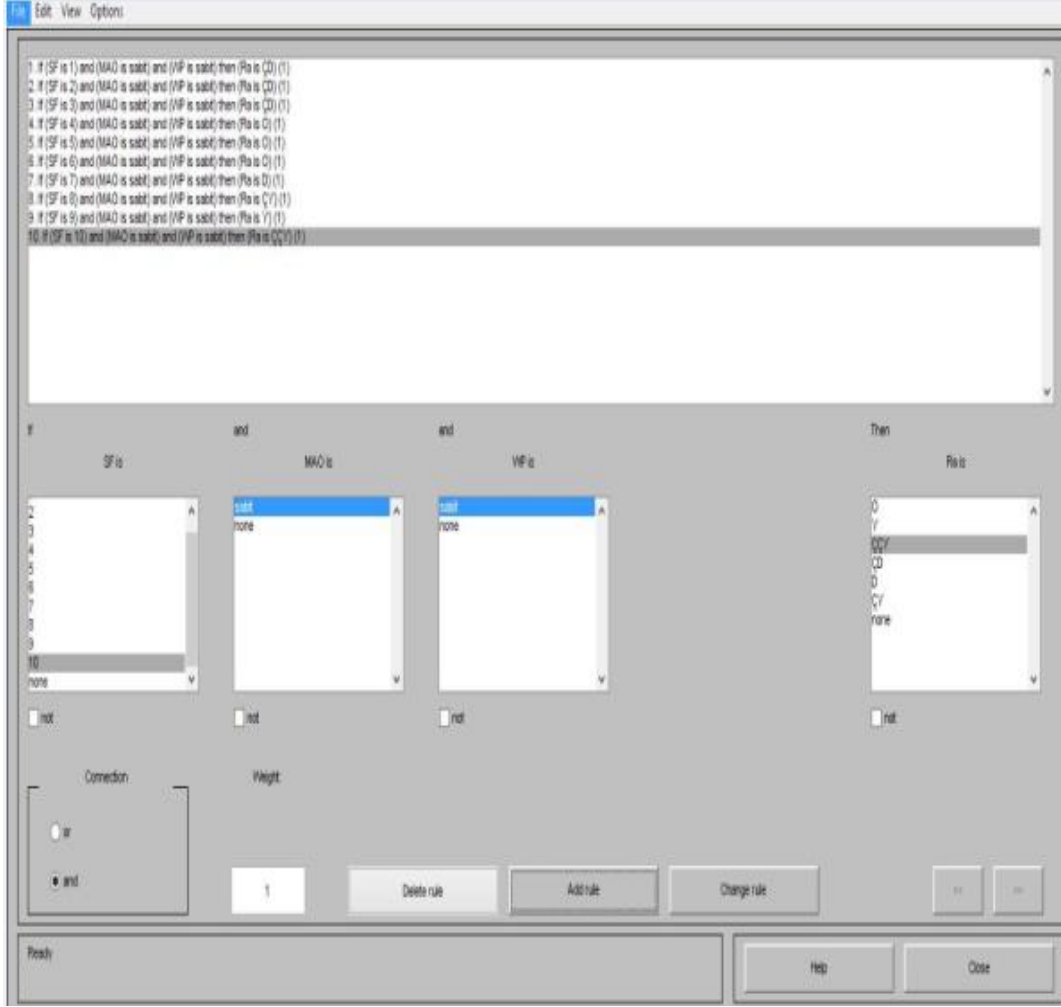 File Edit View Options
1. If (SF is 1) and (MAO is sabit) and (WP is sabit) then (Ra is ÇD) (1)
2. If (SF is 2) and (MAO is sabit) and (WP is sabit) then (Ra is ÇD) (1)
3. If (SF is 3) and (MAO is sabit) and (WP is sabit) then (Ra is ÇD) (1)
4. If (SF is 4) and (MAO is sabit) and (WP is sabit) then (Ra is O) (1)
5. If (SF is 5) and (MAO is sabit) and (WP is sabit) then (Ra is O) (1)
6. If (SF is 6) and (MAO is sabit) and (WP is sabit) then (Ra is O) (1)
7. If (SF is 7) and (MAO is sabit) and (WP is sabit) then (Ra is D) (1)
8. If (SF is 8) and (MAO is sabit) and (WP is sabit) then (Ra is ÇY) (1)
9. If (SF is 9) and (MAO is sabit) and (WP is sabit) then (Ra is Y) (1)
10. If (SF is 10) and (MAO is sabit) and (WP is sabit) then (Ra is ÇÇY) (1)
If and and Then
SF is MAO is WP is Ra is
2
3
4
5
6
7
8
9
10
none
sabit
none
sabit
none
O
Y
ÇÇY
ÇD
D
ÇY
none
not not not not
Connection
or
and
Weight:
1
Delete rule Add rule Change rule << >>
Ready
Help Close